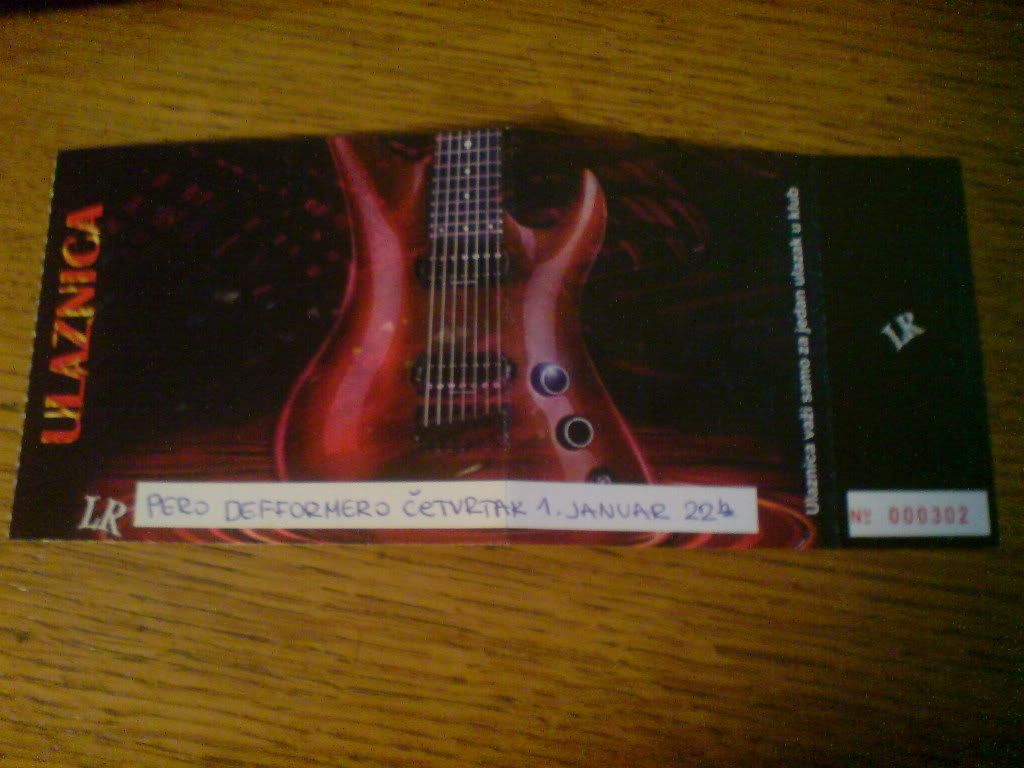 ULAZNICA
LR
PERO DEFFORMERO ČETVRTAK 1. JANUAR 22h
Ulaznica važi samo za jedan ulazak u klub
LR
Nº 000302